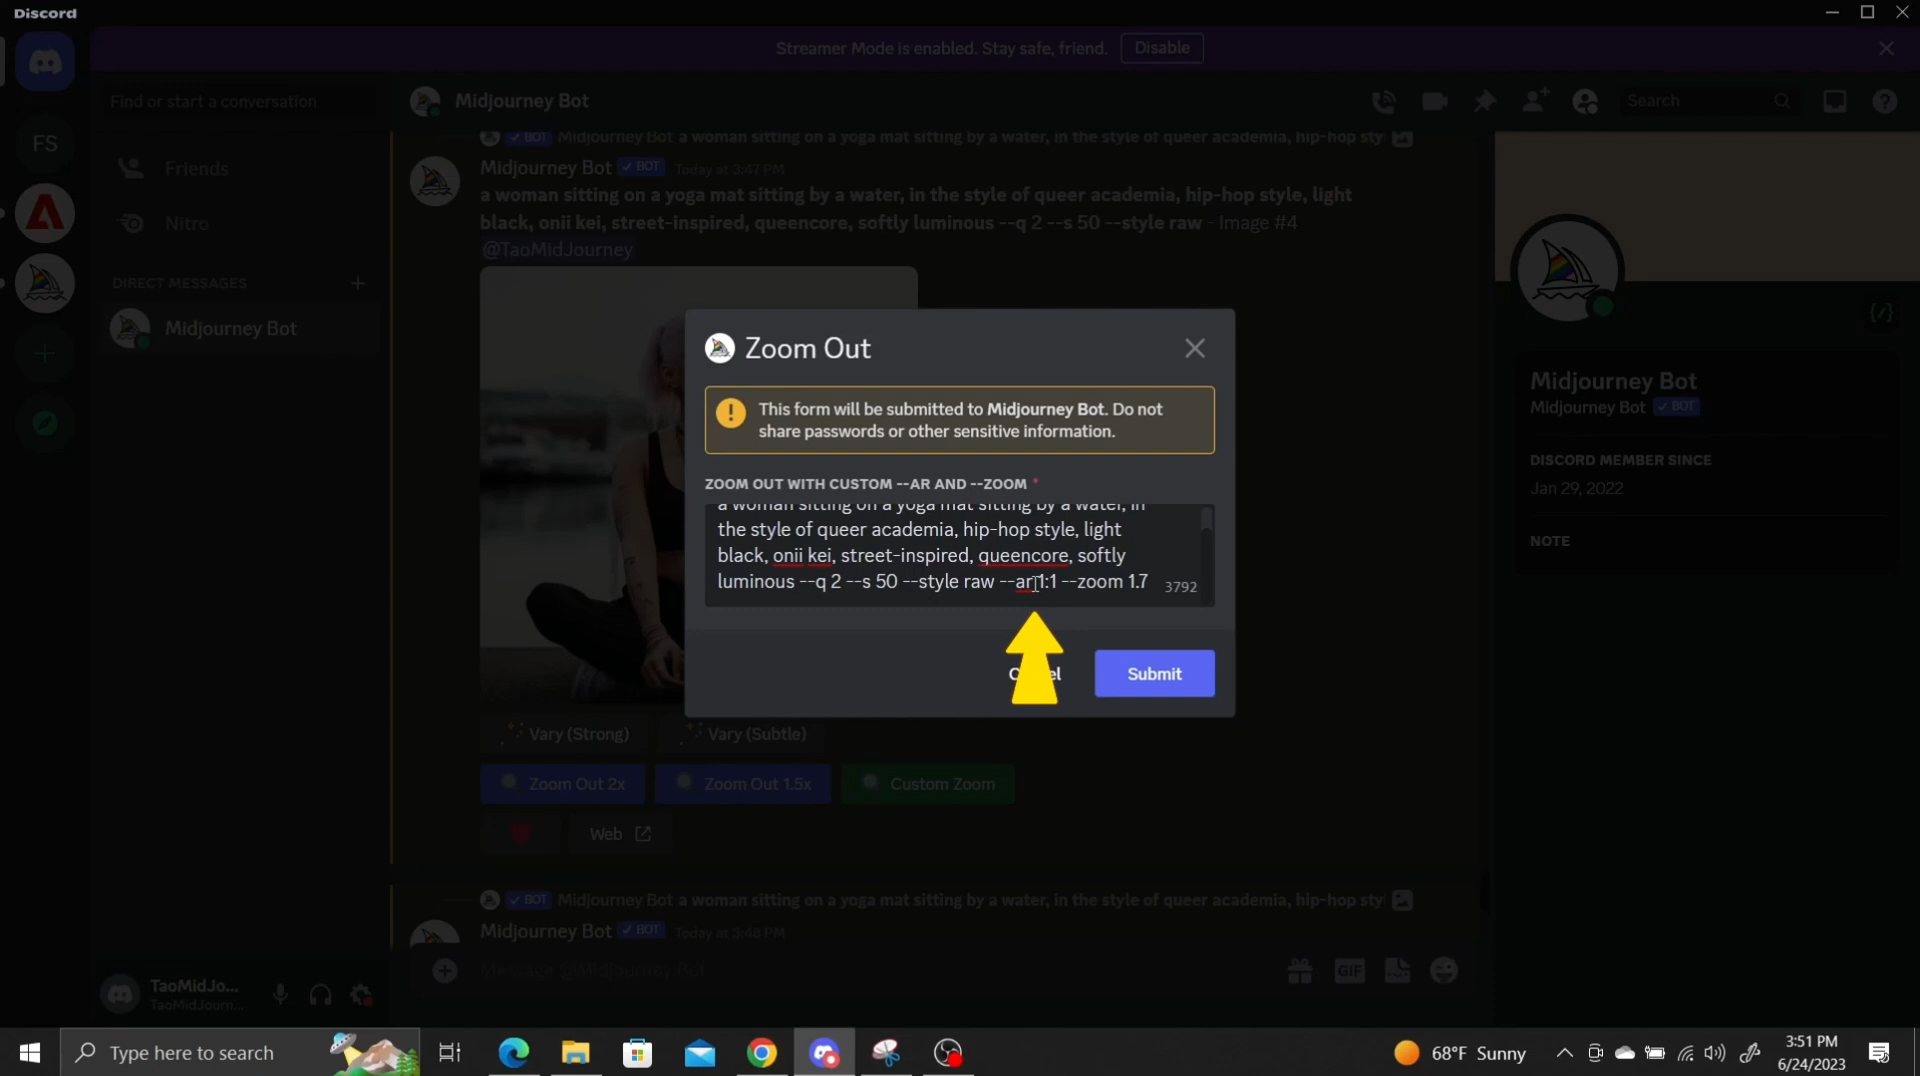 Discord
Streamer Mode is enabled. Stay safe, friend. Disable
Find or start a conversation
Midjourney Bot
Search
FS
Friends
Nitro
DIRECT MESSAGES
Midjourney Bot
BOT Midjourney Bot a woman sitting on a yoga mat sitting by a water, in the style of queer academia, hip-hop sty
Midjourney Bot BOT Today at 3:47 PM
a woman sitting on a yoga mat sitting by a water, in the style of queer academia, hip-hop style, light
black, onii kei, street-inspired, queencore, softly luminous --q 2 --s 50 --style raw - Image #4
@TaoMidJourney
Zoom Out
This form will be submitted to Midjourney Bot. Do not
share passwords or other sensitive information.
ZOOM OUT WITH CUSTOM --AR AND --ZOOM *
a woman sitting on a yoga mat sitting by a water, in
the style of queer academia, hip-hop style, light
black, onii kei, street-inspired, queencore, softly
luminous --q 2 --s 50 --style raw --ar 1:1 --zoom 1.7
3792
Submit
Vary (Strong) Vary (Subtle)
Zoom Out 2x Zoom Out 1.5x Custom Zoom
Web
BOT Midjourney Bot a woman sitting on a yoga mat sitting by a water, in the style of queer academia, hip-hop sty
Midjourney Bot BOT Today at 3:48 PM
Message @Midjourney Bot
GIF
Midjourney Bot
Midjourney Bot BOT
DISCORD MEMBER SINCE
Jan 29, 2022
NOTE
TaoMidJo...
TaoMidJourn...
Type here to search
68°F Sunny
3:51 PM
6/24/2023